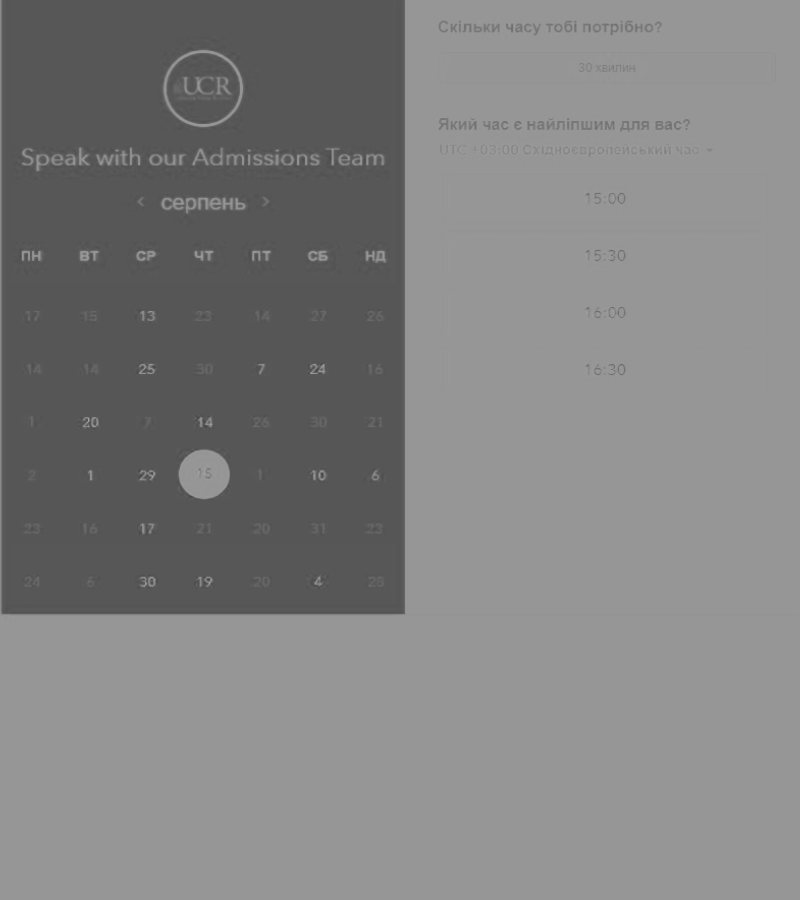 UCR
Speak with our Admissions Team
< серпень >
ПН ВТ СР ЧТ ПТ СБ НД
17 15 13 23 14 27 26
14 14 25 30 7 24 16
1 20 7 14 26 30 21
2 1 29 15 1 10 6
23 16 17 21 20 31 23
24 6 30 19 20 4 28
Скільки часу тобі потрібно?
30 хвилин
Який час є найліпшим для вас?
UTC +03:00 Східноєвропейський час
15:00
15:30
16:00
16:30